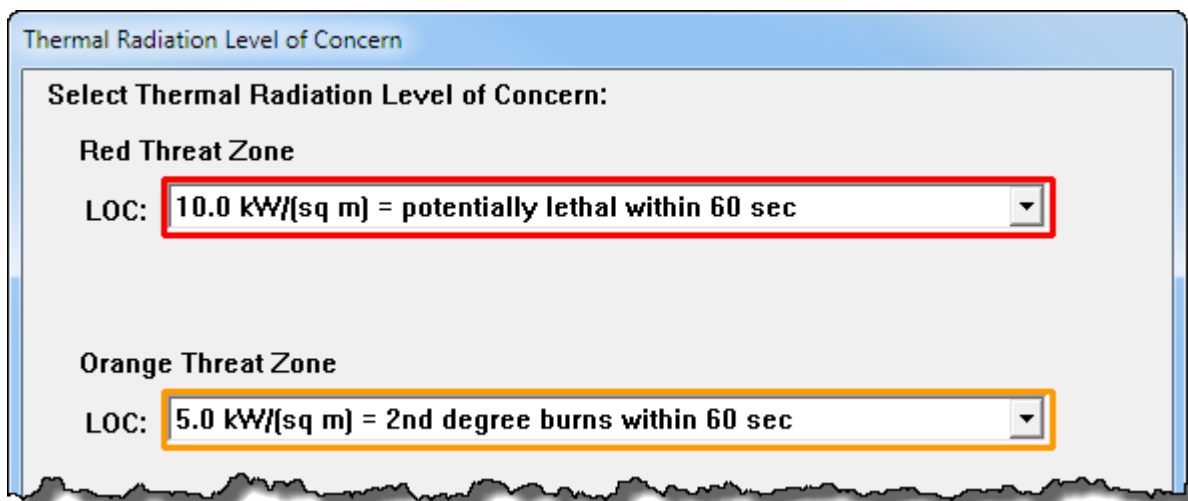 Thermal Radiation Level of Concern
Select Thermal Radiation Level of Concern:
Red Threat Zone
LOC: 10.0 kW/(sq m) = potentially lethal within 60 sec
Orange Threat Zone
LOC: 5.0 kW/(sq m) = 2nd degree burns within 60 sec